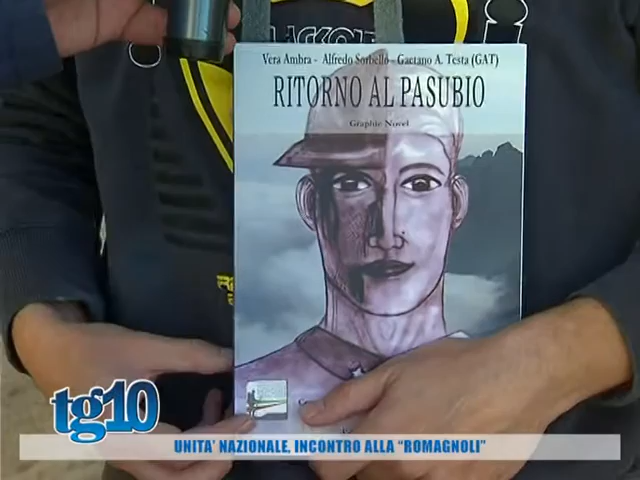 Vera Ambra - Alfredo Sorbello - Gaetano A. Testa (GAT)
RITORNO AL PASUBIO
Graphic Novel
tg10
UNITA' NAZIONALE, INCONTRO ALLA "ROMAGNOLI"